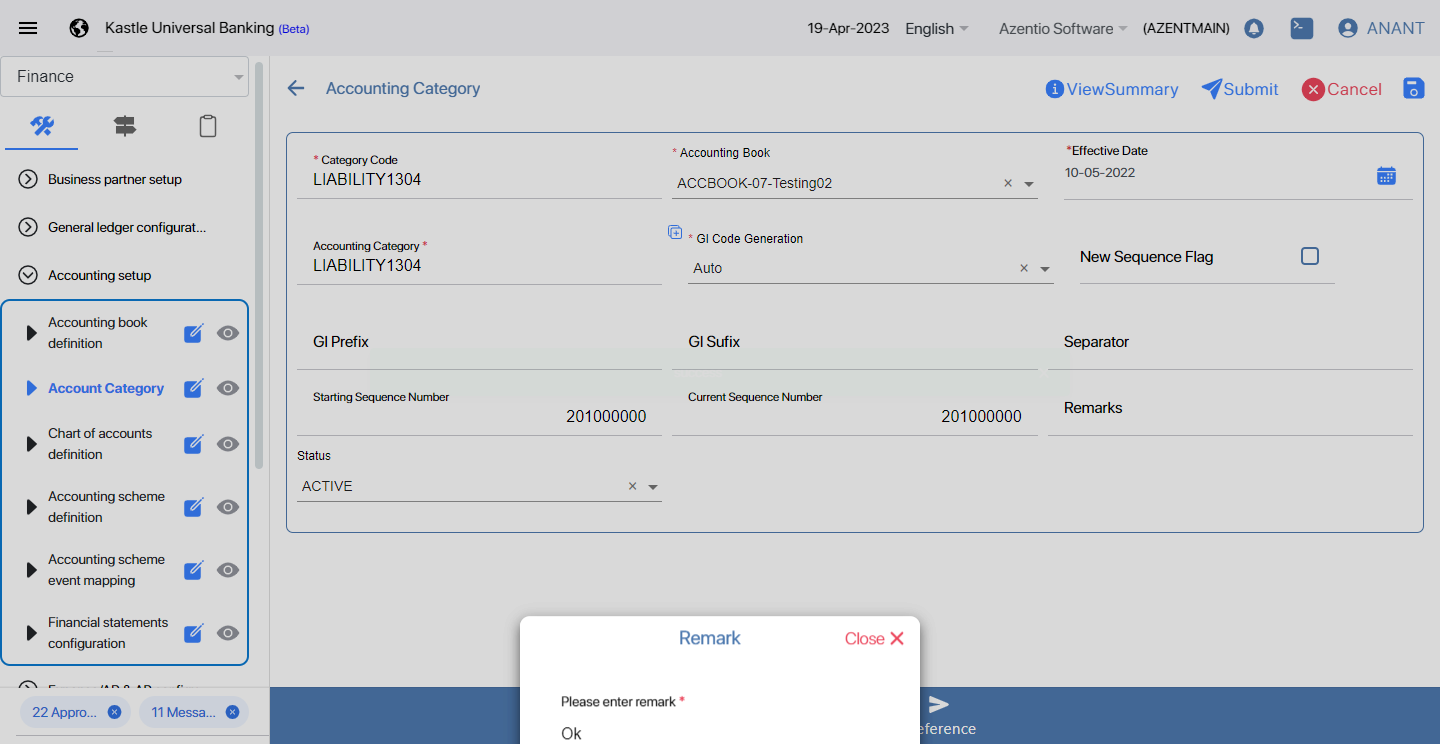 Kastle Universal Banking (Beta)
19-Apr-2023
English
Azentio Software
(AZENTMAIN)
ANANT
Finance
Business partner setup
General ledger configurat...
Accounting setup
Accounting book
definition
Account Category
Chart of accounts
definition
Accounting scheme
definition
Accounting scheme
event mapping
Financial statements
configuration
22 Appro...
11 Messa...
Accounting Category
ViewSummary
Submit
Cancel
* Category Code
LIABILITY1304
* Accounting Book
ACCBOOK-07-Testing02
*Effective Date
10-05-2022
Accounting Category *
LIABILITY1304
* Gl Code Generation
Auto
New Sequence Flag
Gl Prefix
Gl Sufix
Separator
Starting Sequence Number
201000000
Current Sequence Number
201000000
Remarks
Status
ACTIVE
Remark
Close
Please enter remark *
Ok
eference